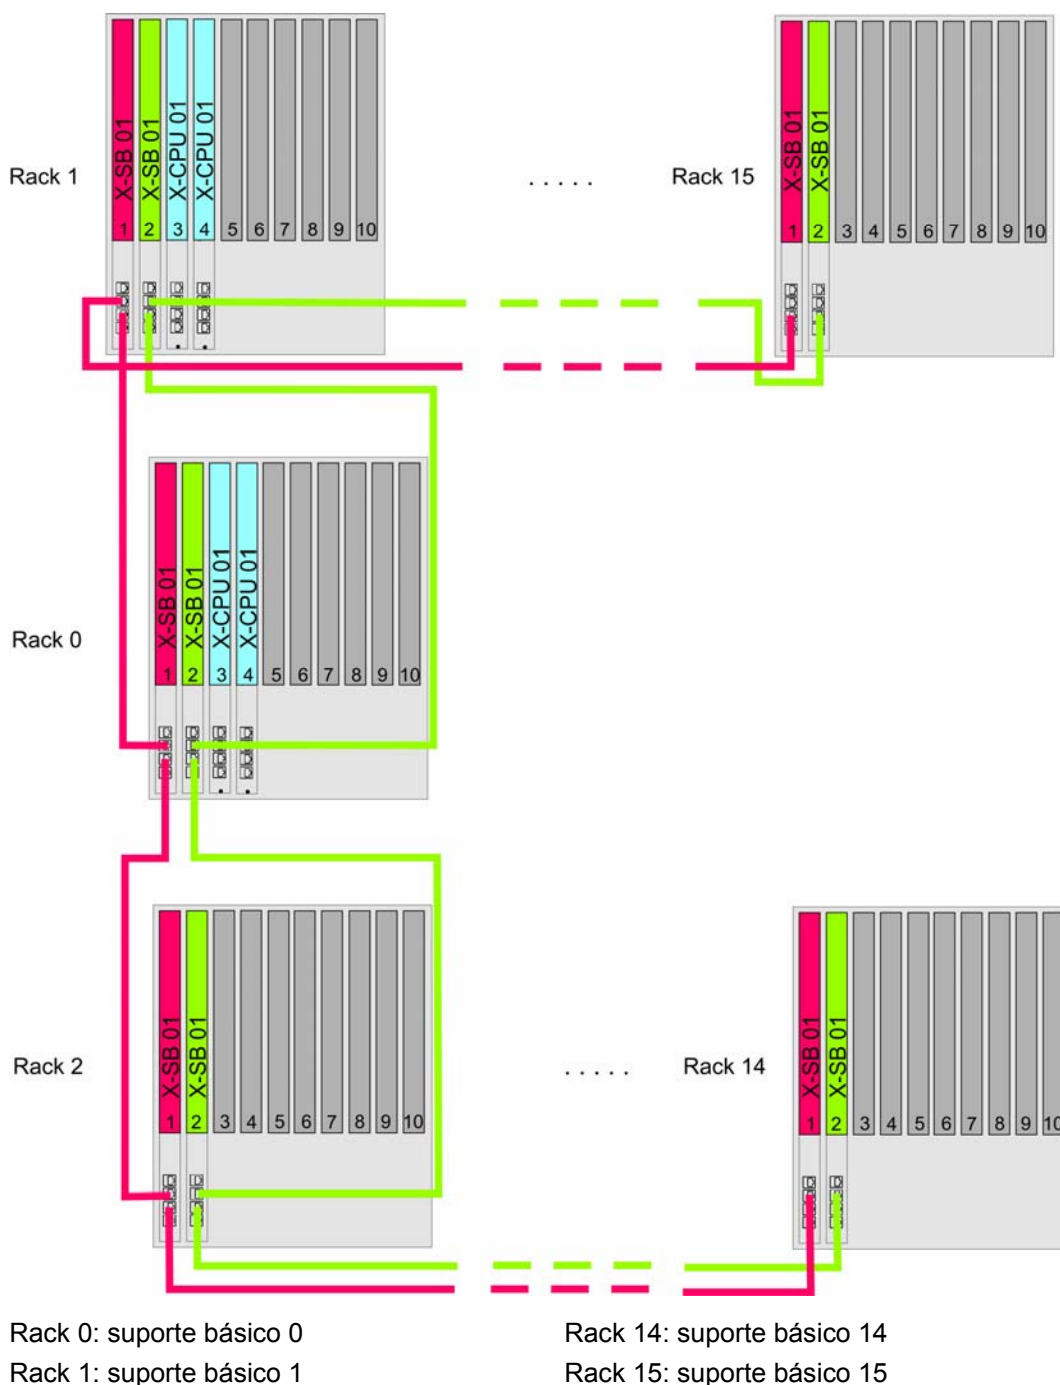 X-SB 01 X-SB 01 X-CPU 01 X-CPU 01
1 2 3 4 5 6 7 8 9 10
Rack 1
. . . . .
Rack 15
X-SB 01 X-SB 01
1 2 3 4 5 6 7 8 9 10
X-SB 01 X-SB 01 X-CPU 01 X-CPU 01
1 2 3 4 5 6 7 8 9 10
Rack 0
X-SB 01 X-SB 01
1 2 3 4 5 6 7 8 9 10
Rack 2
. . . . .
Rack 14
X-SB 01 X-SB 01
1 2 3 4 5 6 7 8 9 10
Rack 0: suporte básico 0
Rack 14: suporte básico 14
Rack 1: suporte básico 1
Rack 15: suporte básico 15